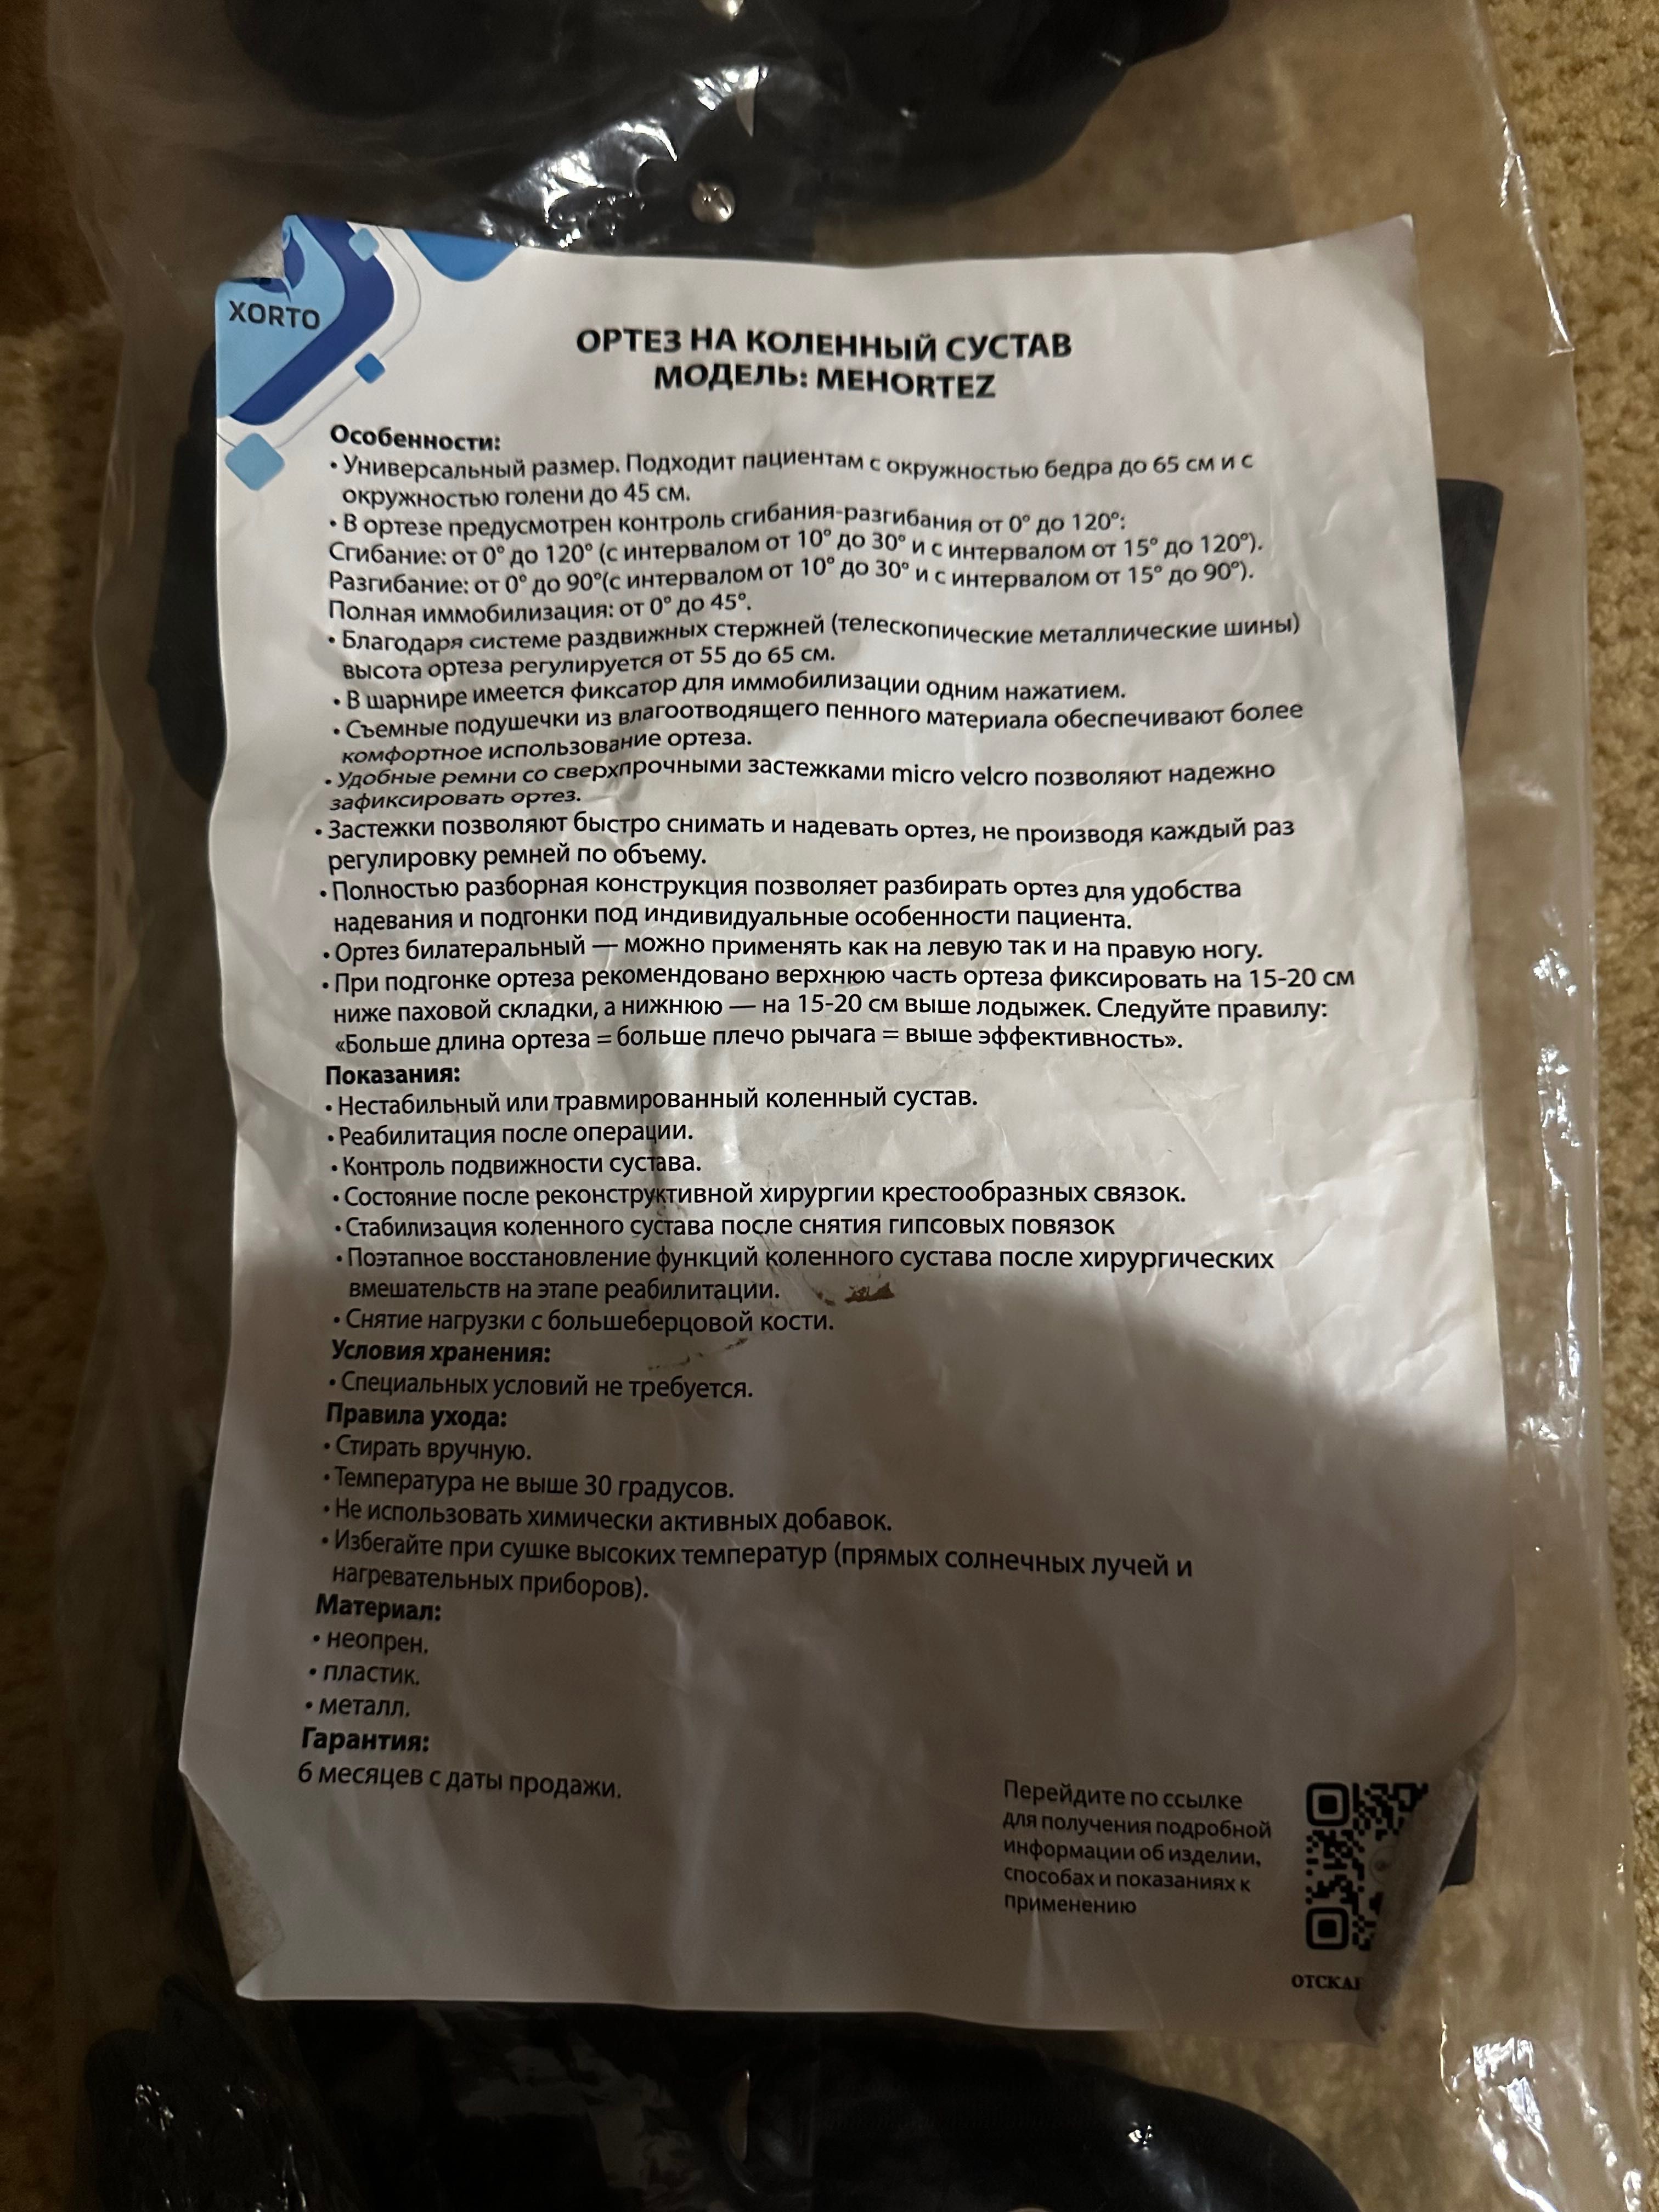 XORTO
ОРТЕЗ НА КОЛЕННЫЙ СУСТАВ
МОДЕЛЬ: MEHORTEZ
Особенности:
• Универсальный размер. Подходит пациентам с окружностью бедра до 65 см и с
окружностью голени до 45 см.
• В ортезе предусмотрен контроль сгибания-разгибания от 0° до 120°:
Сгибание: от 0° до 120° (с интервалом от 10° до 30° и с интервалом от 15° до 120°).
Разгибание: от 0° до 90°(с интервалом от 10° до 30° и с интервалом от 15° до 90°).
Полная иммобилизация: от 0° до 45°.
• Благодаря системе раздвижных стержней (телескопические металлические шины)
высота ортеза регулируется от 55 до 65 см.
• В шарнире имеется фиксатор для иммобилизации одним нажатием.
• Съемные подушечки из влагоотводящего пенного материала обеспечивают более
комфортное использование ортеза.
• Удобные ремни со сверхпрочными застежками micro velcro позволяют надежно
зафиксировать ортез.
• Застежки позволяют быстро снимать и надевать ортез, не производя каждый раз
регулировку ремней по объему.
• Полностью разборная конструкция позволяет разбирать ортез для удобства
надевания и подгонки под индивидуальные особенности пациента.
• Ортез билатеральный — можно применять как на левую так и на правую ногу.
• При подгонке ортеза рекомендовано верхнюю часть ортеза фиксировать на 15-20 см
ниже паховой складки, а нижнюю — на 15-20 см выше лодыжек. Следуйте правилу:
«Больше длина ортеза = больше плечо рычага = выше эффективность».
Показания:
• Нестабильный или травмированный коленный сустав.
• Реабилитация после операции.
• Контроль подвижности сустава.
• Состояние после реконструктивной хирургии крестообразных связок.
• Стабилизация коленного сустава после снятия гипсовых повязок
• Поэтапное восстановление функций коленного сустава после хирургических
вмешательств на этапе реабилитации.
• Снятие нагрузки с большеберцовой кости.
Условия хранения:
• Специальных условий не требуется.
Правила ухода:
• Стирать вручную.
• Температура не выше 30 градусов.
• Не использовать химически активных добавок.
• Избегайте при сушке высоких температур (прямых солнечных лучей и
нагревательных приборов).
Материал:
• неопрен.
• пластик.
• металл.
Гарантия:
6 месяцев с даты продажи.
Перейдите по ссылке
для получения подробной
информации об изделии,
способах и показаниях к
применению